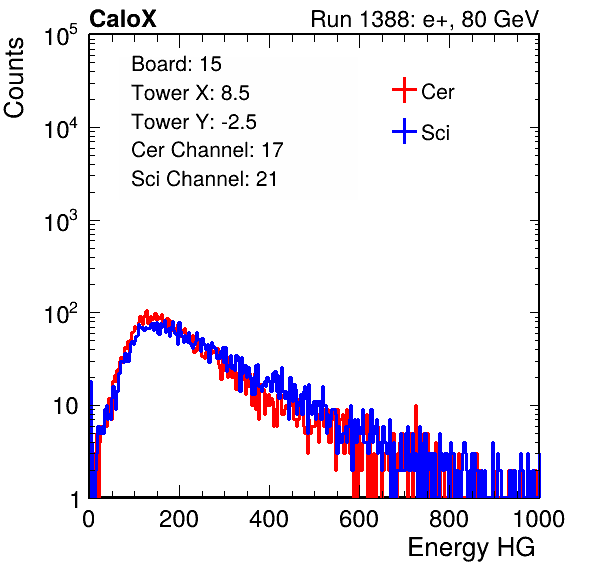 CaloX Run 1388: e+, 80 GeV
Counts
10^5
10^4
10^3
10^2
10
1
Board: 15
Tower X: 8.5
Tower Y: -2.5
Cer Channel: 17
Sci Channel: 21
Cer
Sci
0 200 400 600 800 1000
Energy HG